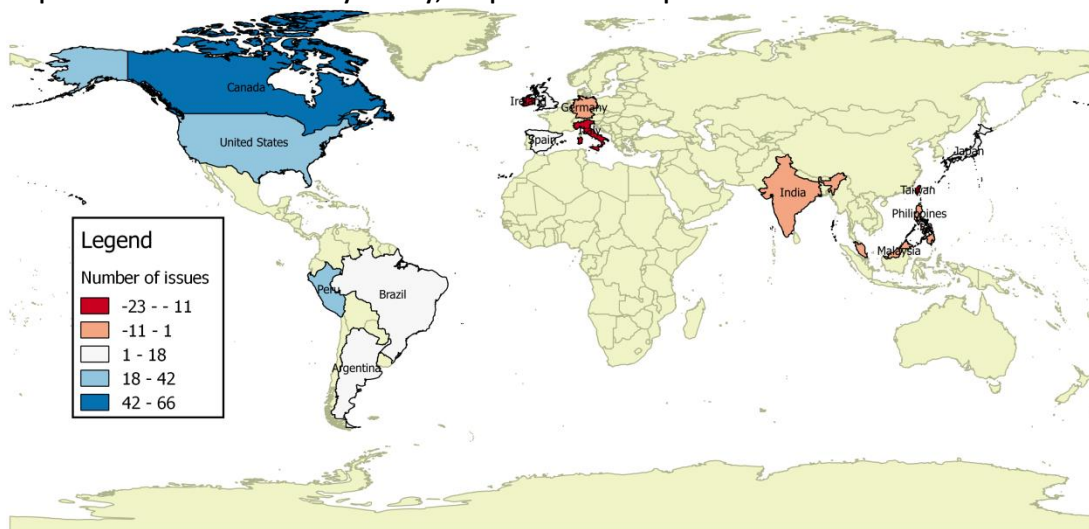 Canada
United States
Ireland
Germany
Spain
Japan
India
Taiwan
Philippines
Malaysia
Peru
Brazil
Argentina
Legend
Number of issues
-23 - - 11
-11 - 1
1 - 18
18 - 42
42 - 66